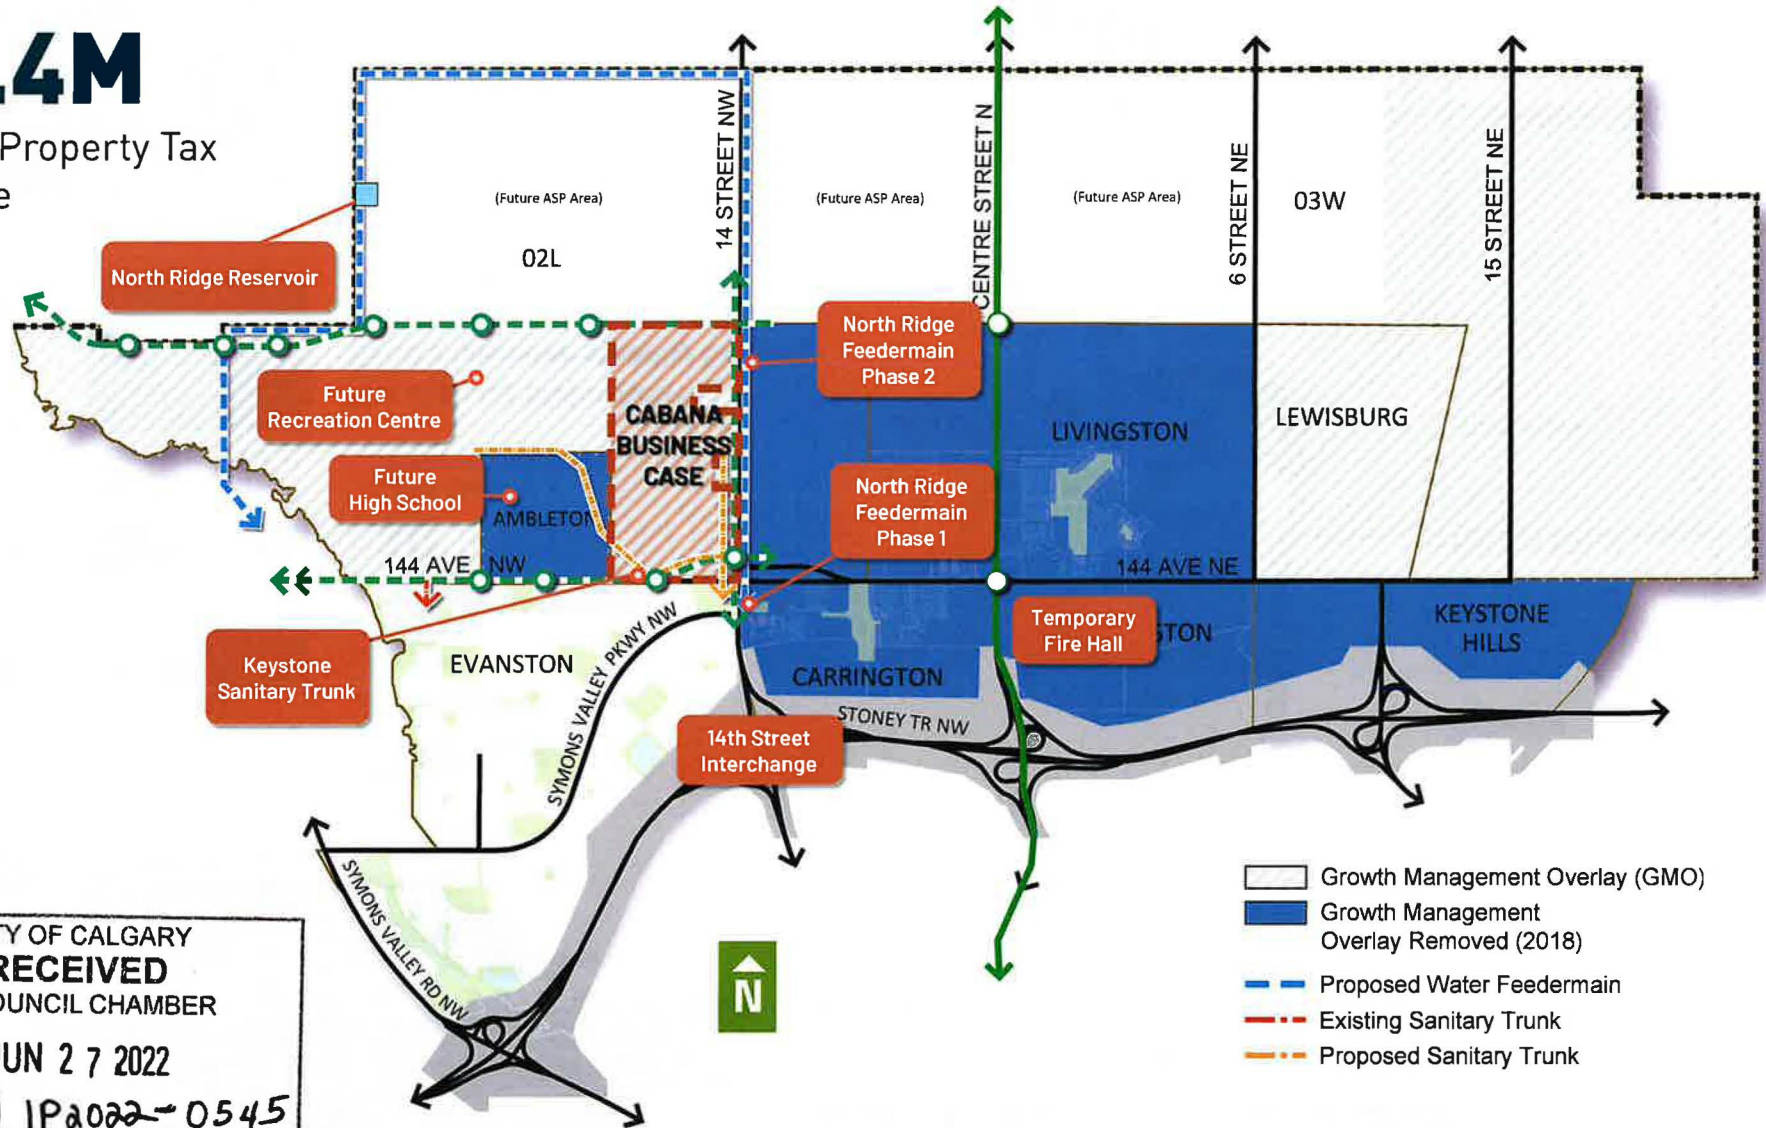 .4M
Property Tax
e
North Ridge Reservoir
(Future ASP Area)
02L
14 STREET NW
(Future ASP Area)
CENTRE STREET N
(Future ASP Area)
6 STREET NE
03W
15 STREET NE
North Ridge
Feedermain
Phase 2
Future
Recreation Centre
CABANA
BUSINESS
CASE
LIVINGSTON
LEWISBURG
Future
High School
AMBLETON
North Ridge
Feedermain
Phase 1
144 AVE NW
144 AVE NE
Keystone
Sanitary Trunk
EVANSTON
SYMONS VALLEY PKWY NW
Temporary
Fire Hall
STON
KEYSTONE
HILLS
CARRINGTON
STONEY TR NW
14th Street
Interchange
SYMONS VALLEY RD NW
N
Growth Management Overlay (GMO)
Growth Management
Overlay Removed (2018)
Proposed Water Feedermain
Existing Sanitary Trunk
Proposed Sanitary Trunk
TY OF CALGARY
RECEIVED
OUNCIL CHAMBER
UN 2 7 2022
IP2022-0545